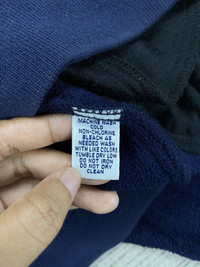 MACHINE WASH
COLD
NON-CHLORINE
BLEACH AS
NEEDED WASH
WITH LIKE COLORS
TUMBLE DRY LOW
DO NOT IRON
DO NOT DRY
CLEAN